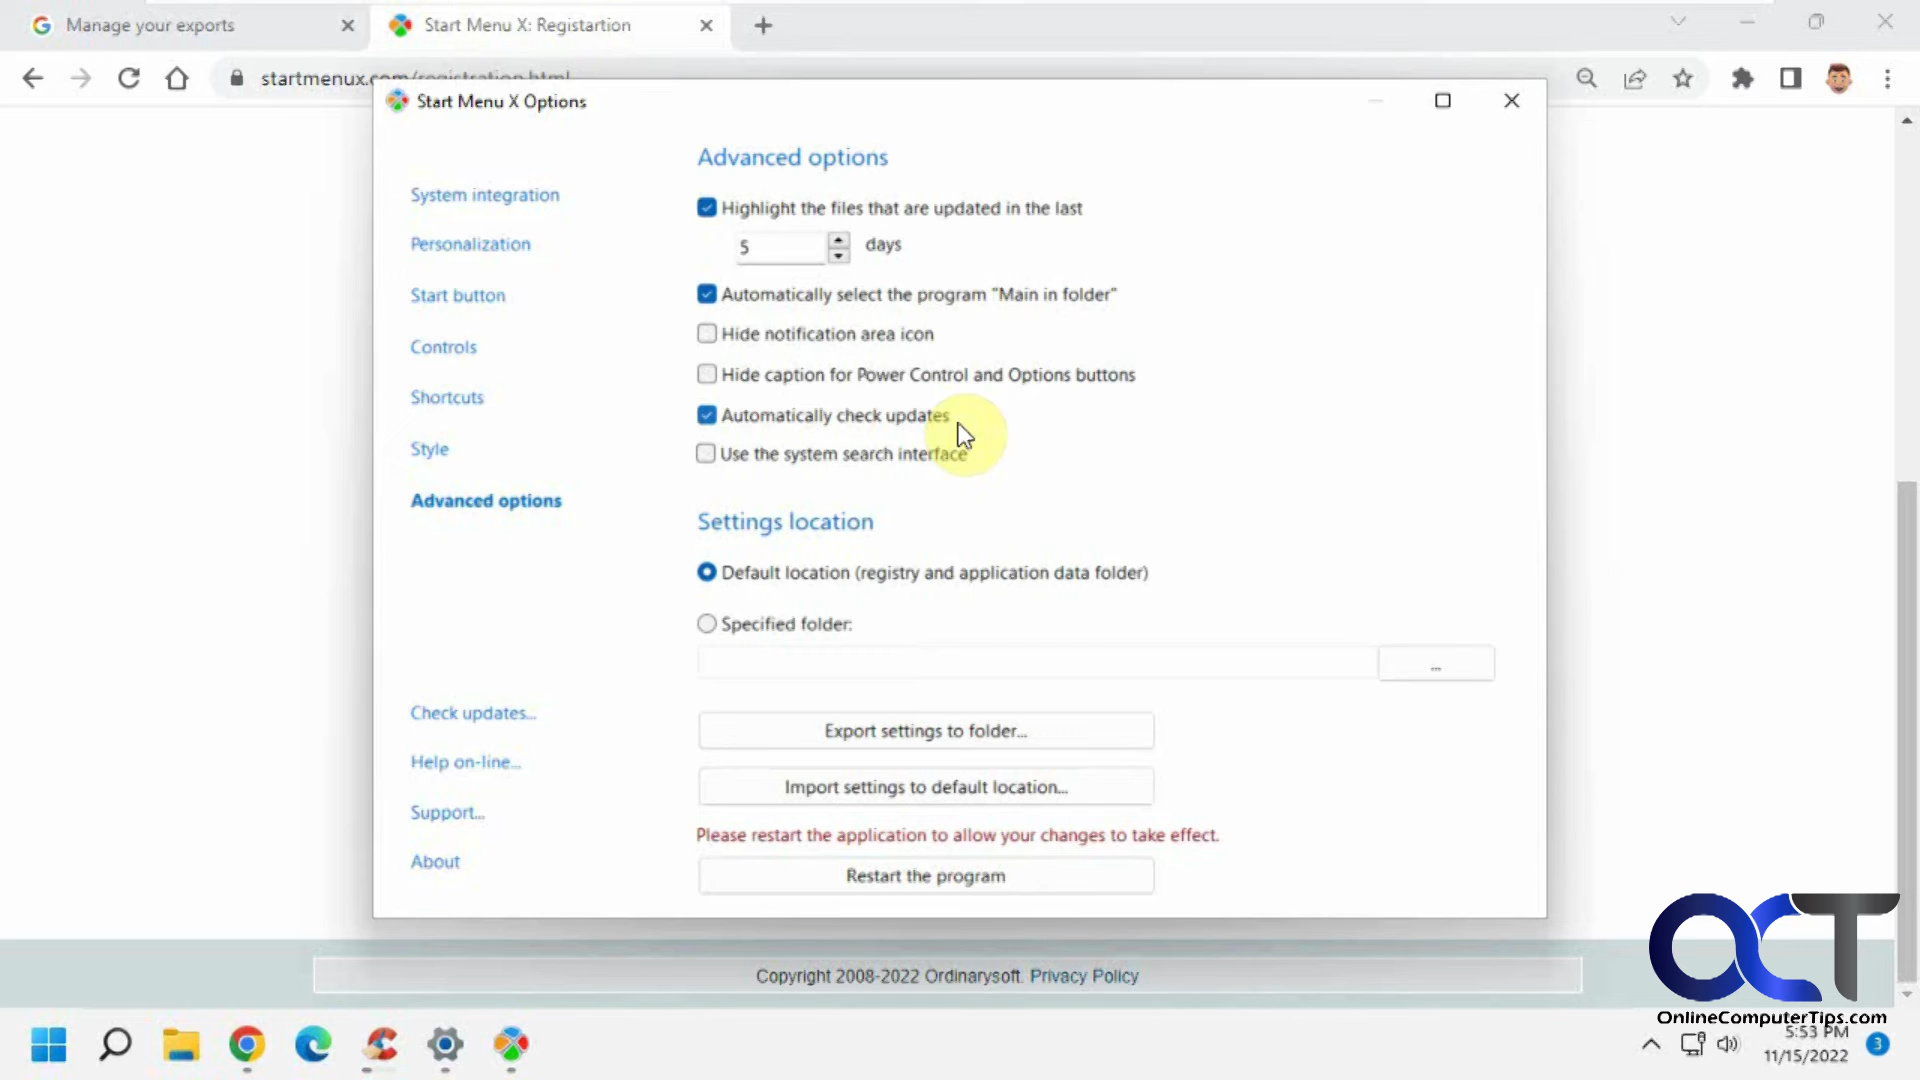 Manage your exports
Start Menu X: Registartion
startmenux.com/registration.html
Start Menu X Options
Advanced options
System integration
Highlight the files that are updated in the last
Personalization
5 days
Start button
Automatically select the program "Main in folder"
Hide notification area icon
Controls
Hide caption for Power Control and Options buttons
Shortcuts
Automatically check updates
Style
Use the system search interface
Advanced options
Settings location
Default location (registry and application data folder)
Specified folder:
...
Check updates...
Export settings to folder...
Help on-line...
Import settings to default location...
Support...
Please restart the application to allow your changes to take effect.
About
Restart the program
OCT
Copyright 2008-2022 Ordinarysoft. Privacy Policy
OnlineComputerTips.com
5:53 PM
11/15/2022
3